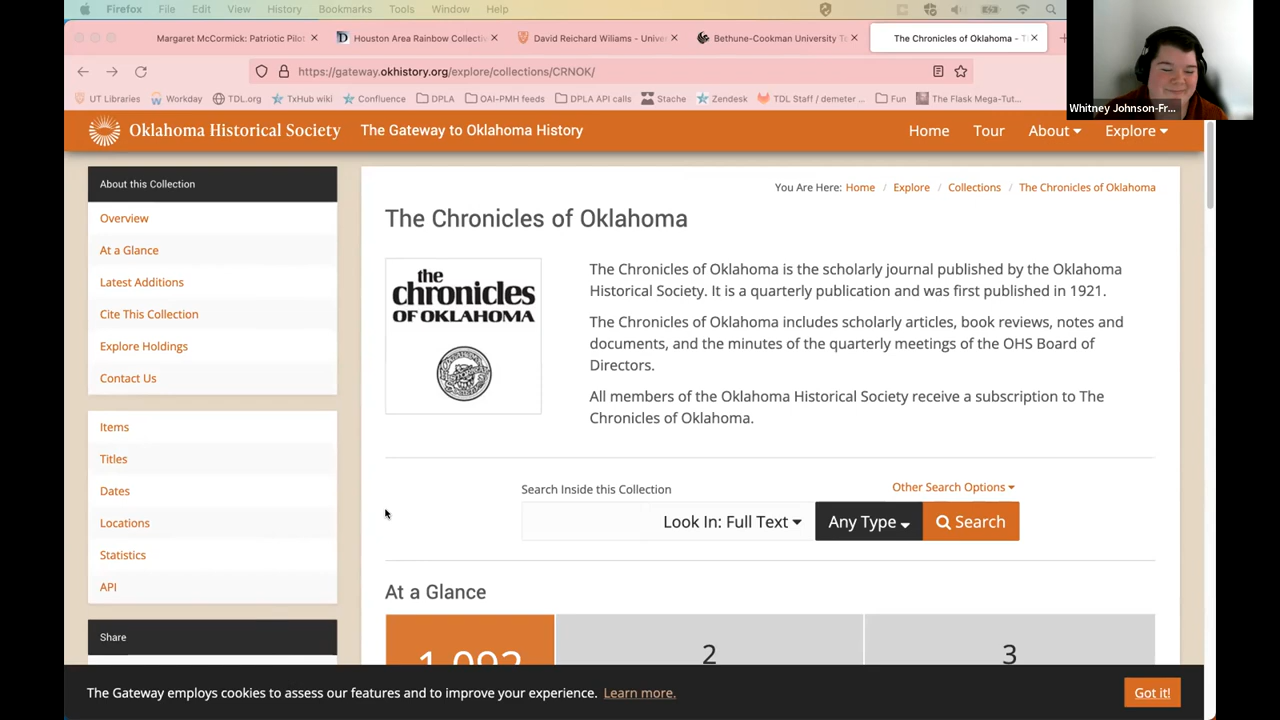 Firefox File Edit View History Bookmarks Tools Window Help
Margaret McCormick: Patriotic Pilot
Houston Area Rainbow Collectiv
David Reichard Wiliams - Univer
Bethune-Cookman University T
The Chronicles of Oklahoma - T
https://gateway.okhistory.org/explore/collections/CRNOK/
UT Libraries Workday TDL.org TxHub wiki Confluence DPLA OAI-PMH feeds DPLA API calls Stache Zendesk TDL Staff / demeter ... Fun The Flask Mega-Tut...
Whitney Johnson-Fr...
Oklahoma Historical Society
The Gateway to Oklahoma History
Home Tour About Explore
About this Collection
Overview
At a Glance
Latest Additions
Cite This Collection
Explore Holdings
Contact Us
Items
Titles
Dates
Locations
Statistics
API
Share
You Are Here: Home / Explore / Collections / The Chronicles of Oklahoma
The Chronicles of Oklahoma
the
chronicles
OF OKLAHOMA
The Chronicles of Oklahoma is the scholarly journal published by the Oklahoma
Historical Society. It is a quarterly publication and was first published in 1921.
The Chronicles of Oklahoma includes scholarly articles, book reviews, notes and
documents, and the minutes of the quarterly meetings of the OHS Board of
Directors.
All members of the Oklahoma Historical Society receive a subscription to The
Chronicles of Oklahoma.
Search Inside this Collection
Other Search Options
Look In: Full Text Any Type Search
At a Glance
1,092 2 3
The Gateway employs cookies to assess our features and to improve your experience. Learn more.
Got it!